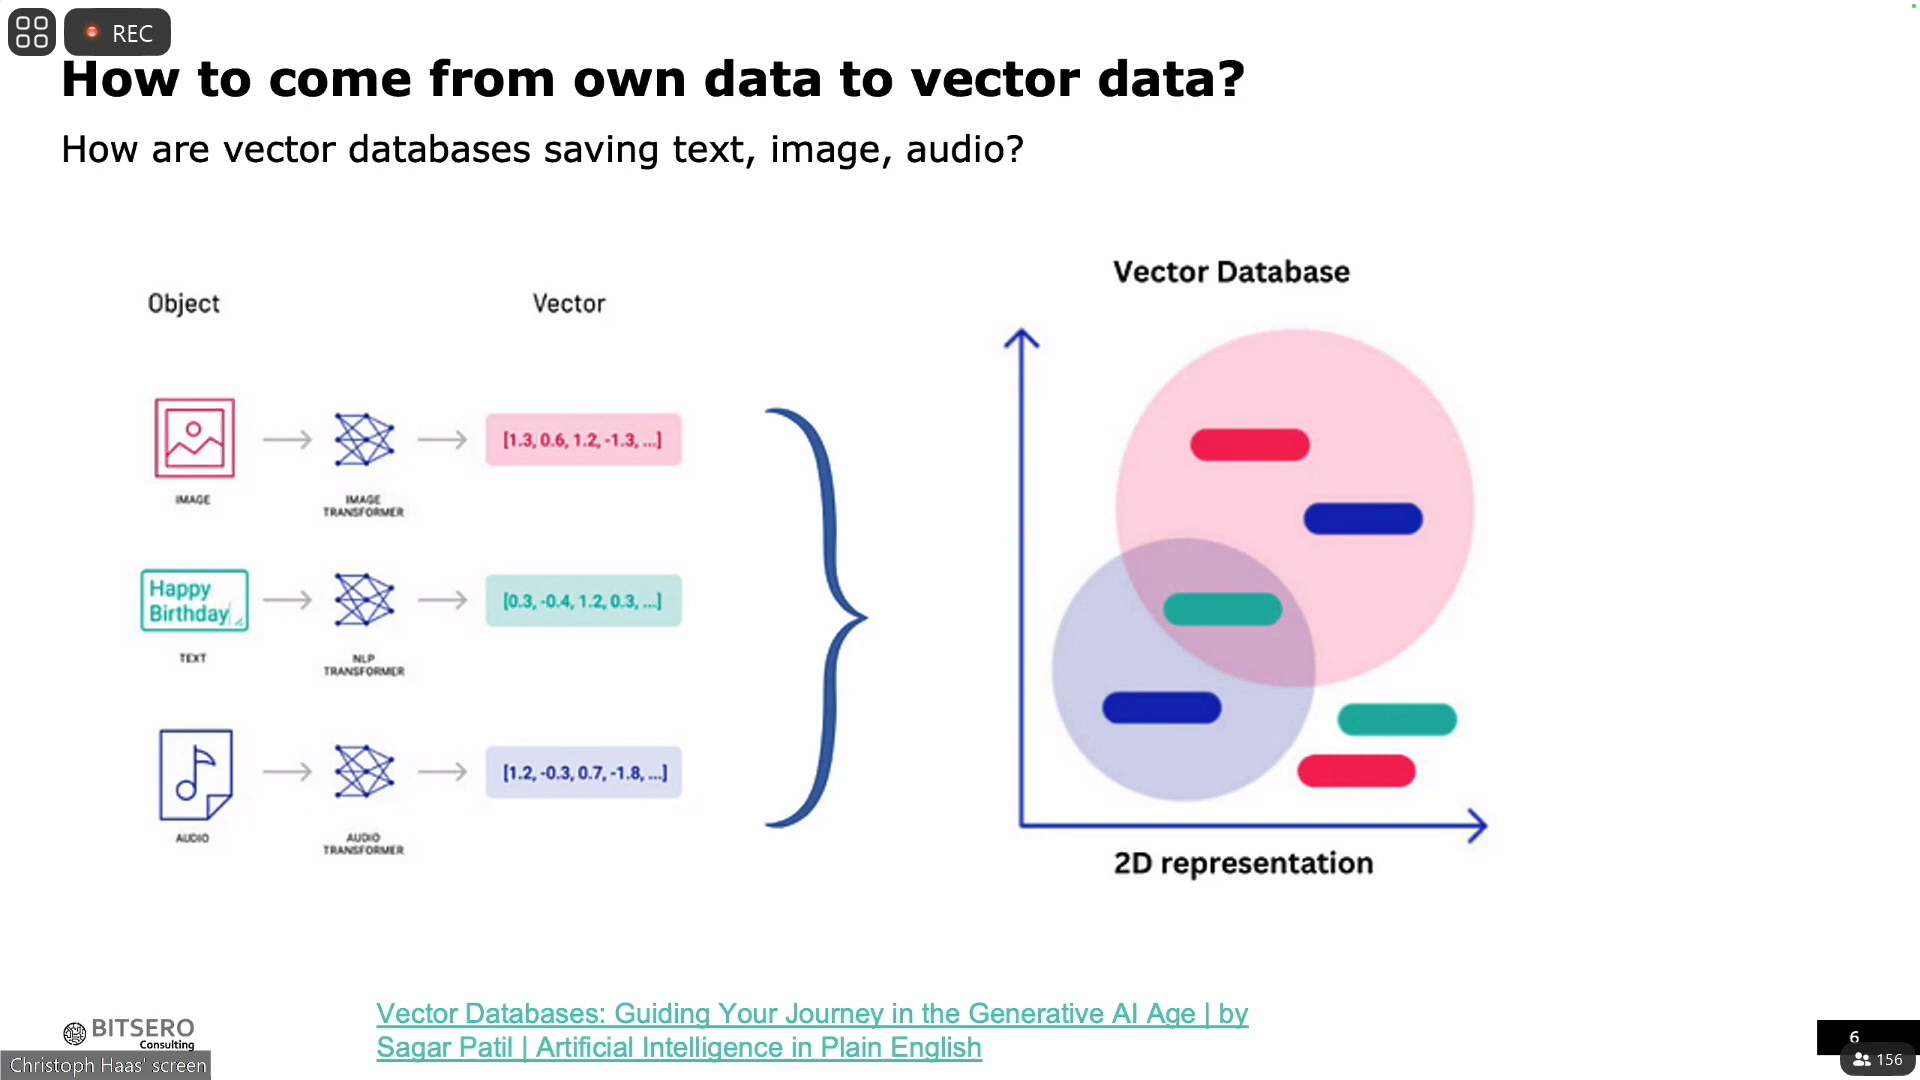 REC
How to come from own data to vector data?
How are vector databases saving text, image, audio?
Object
Vector
Vector Database
[1.3, 0.6, 1.2, -1.3, ...]
IMAGE
IMAGE
TRANSFORMER
Happy
Birthday
[0.3, -0.4, 1.2, 0.3, ...]
TEXT
NLP
TRANSFORMER
[1.2, -0.3, 0.7, -1.8, ...]
AUDIO
AUDIO
TRANSFORMER
2D representation
Vector Databases: Guiding Your Journey in the Generative AI Age | by
Sagar Patil | Artificial Intelligence in Plain English
BITSERO
Consulting
Christoph Haas' screen
6
156